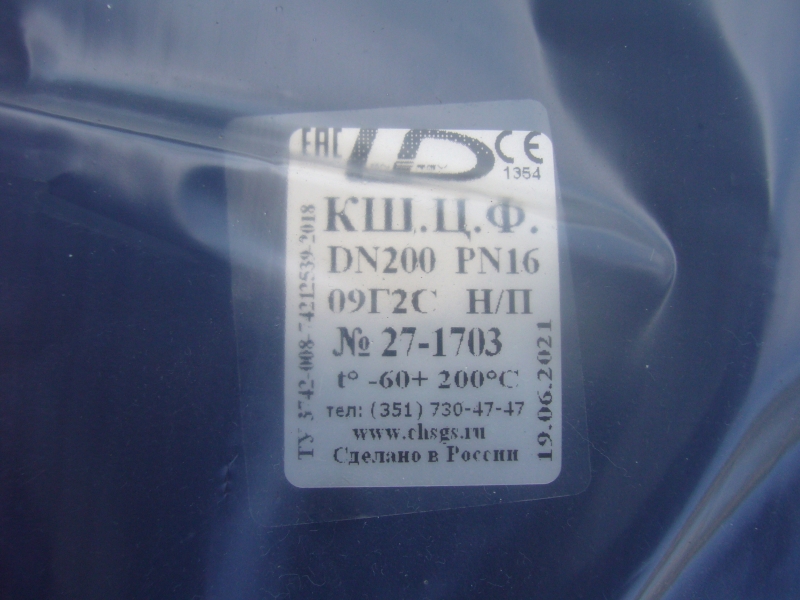 EAC LD CE
1354
КШ.Ц.Ф.
DN200 PN16
09Г2С Н/П
№ 27-1703
t° -60+ 200°C
тел: (351) 730-47-47
www.chsgs.ru
Сделано в России
ТУ 3742-008-74212539-2018
19.06.2021